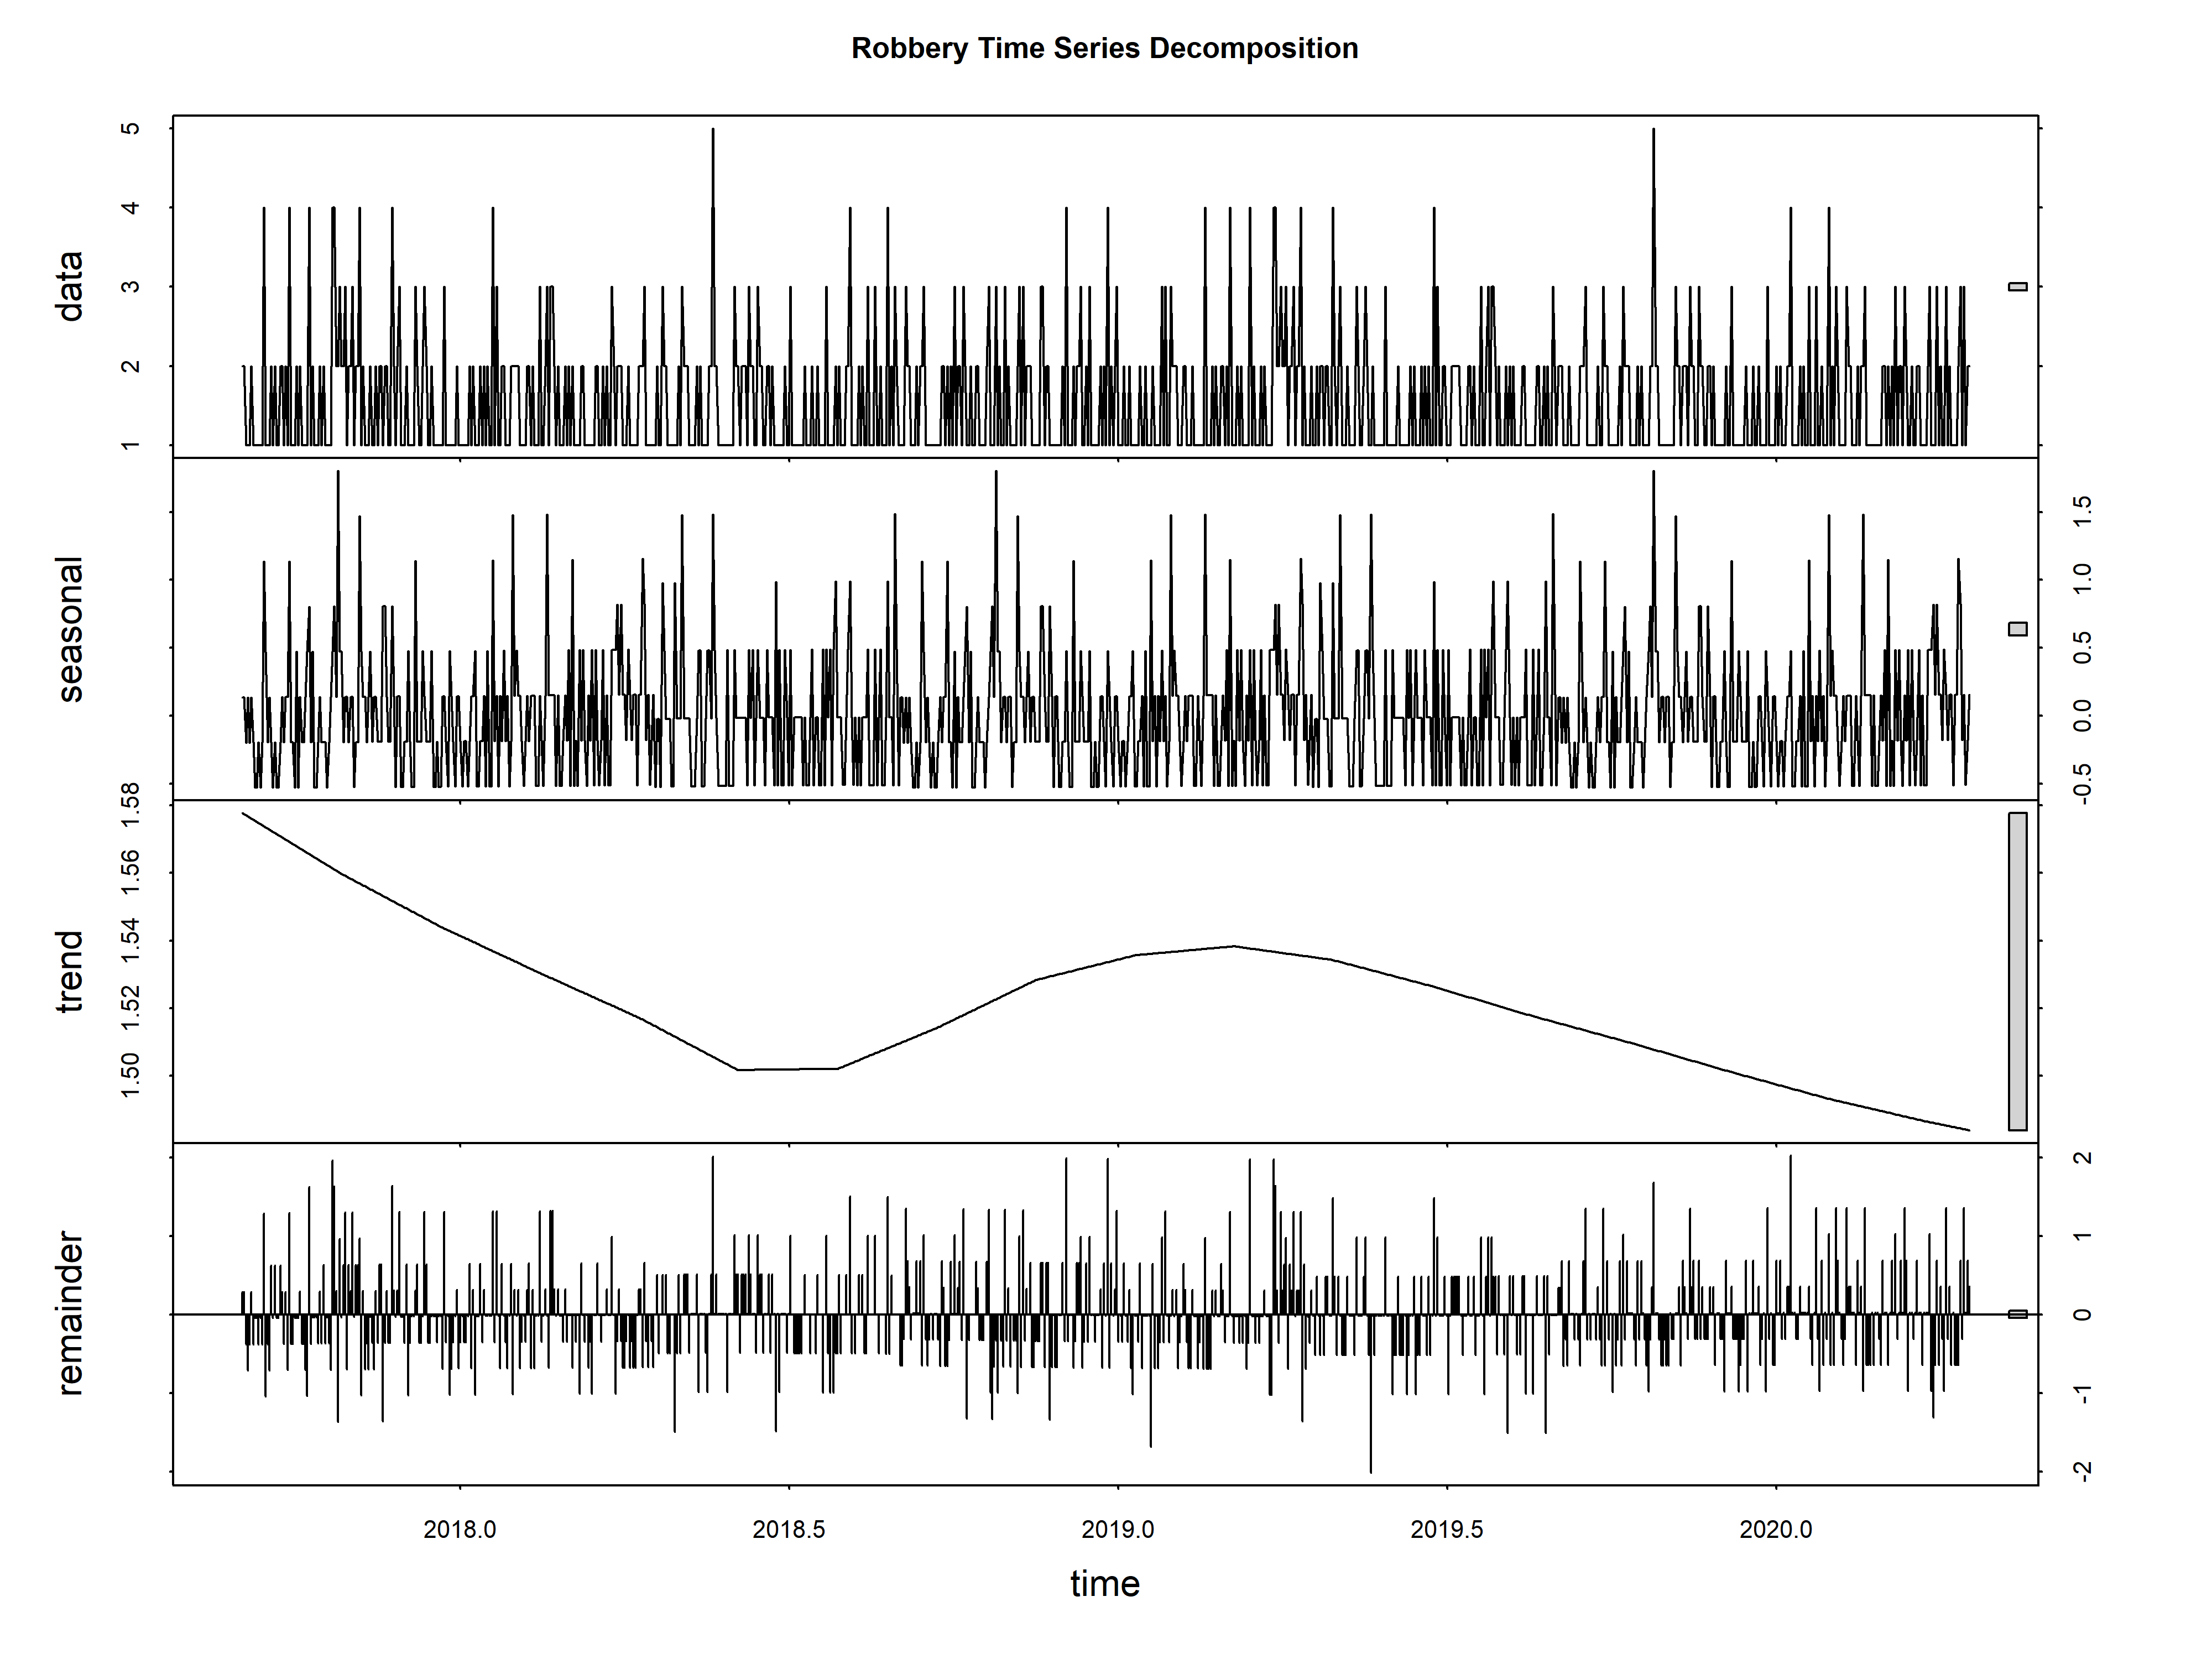 Robbery Time Series Decomposition
data
1 2 3 4 5
seasonal
-0.5 0.0 0.5 1.0 1.5
trend
1.50 1.52 1.54 1.56 1.58
remainder
-2 -1 0 1 2
2018.0 2018.5 2019.0 2019.5 2020.0
time